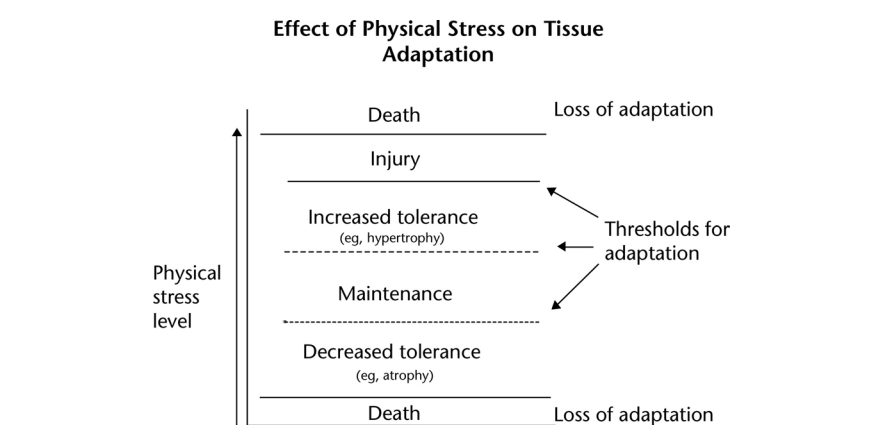 Effect of Physical Stress on Tissue
Adaptation
Death
Loss of adaptation
Injury
Increased tolerance
(eg, hypertrophy)
Thresholds for
adaptation
Physical
stress
level
Maintenance
Decreased tolerance
(eg, atrophy)
Death
Loss of adaptation